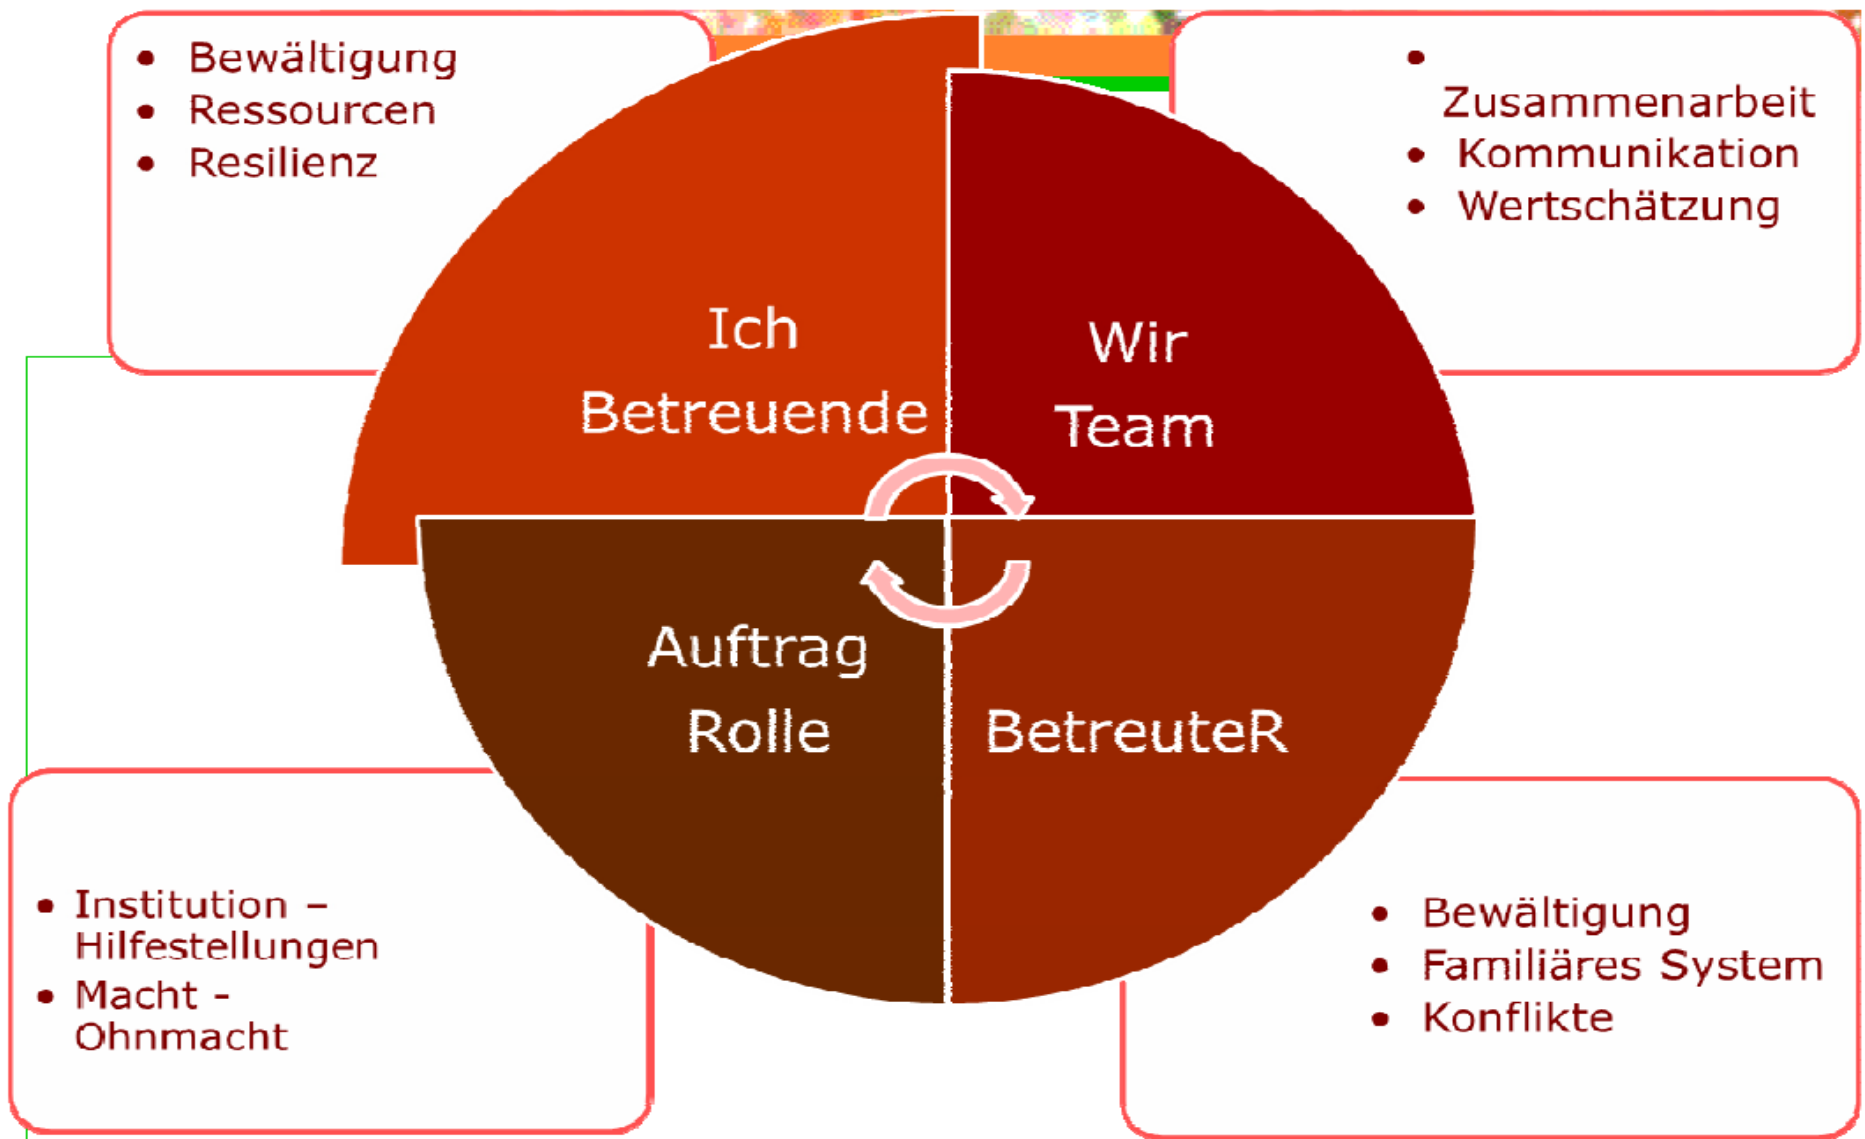 • Bewältigung
• Ressourcen
• Resilienz
•
Zusammenarbeit
• Kommunikation
• Wertschätzung
Ich
Betreuende
Wir
Team
Auftrag
Rolle
BetreuteR
• Institution –
Hilfestellungen
• Macht -
Ohnmacht
• Bewältigung
• Familiäres System
• Konflikte